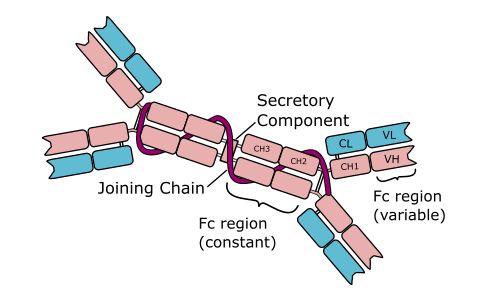 Secretory
Component
CH3
CH2
CL
VL
CH1
VH
Joining Chain
Fc region
(constant)
Fc region
(variable)